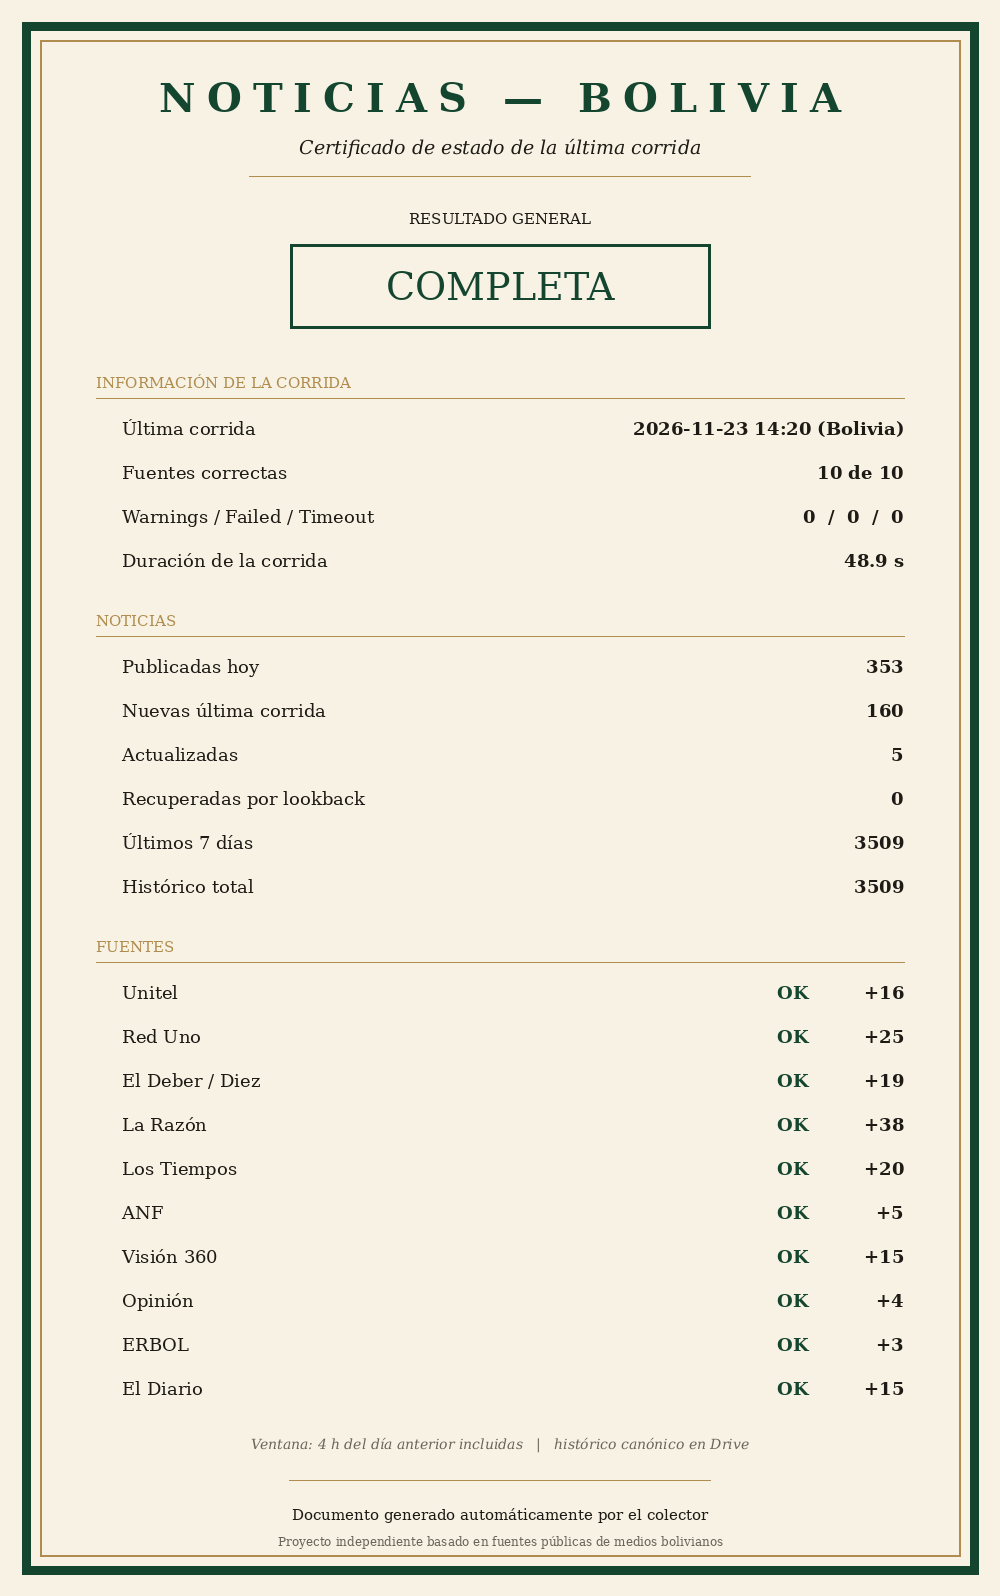 NOTICIAS — BOLIVIA
Certificado de estado de la última corrida
RESULTADO GENERAL
COMPLETA
INFORMACIÓN DE LA CORRIDA
Última corrida 2026-11-23 14:20 (Bolivia)
Fuentes correctas 10 de 10
Warnings / Failed / Timeout 0 / 0 / 0
Duración de la corrida 48.9 s
NOTICIAS
Publicadas hoy 353
Nuevas última corrida 160
Actualizadas 5
Recuperadas por lookback 0
Últimos 7 días 3509
Histórico total 3509
FUENTES
Unitel OK +16
Red Uno OK +25
El Deber / Diez OK +19
La Razón OK +38
Los Tiempos OK +20
ANF OK +5
Visión 360 OK +15
Opinión OK +4
ERBOL OK +3
El Diario OK +15
Ventana: 4 h del día anterior incluidas | histórico canónico en Drive
Documento generado automáticamente por el colector
Proyecto independiente basado en fuentes públicas de medios bolivianos